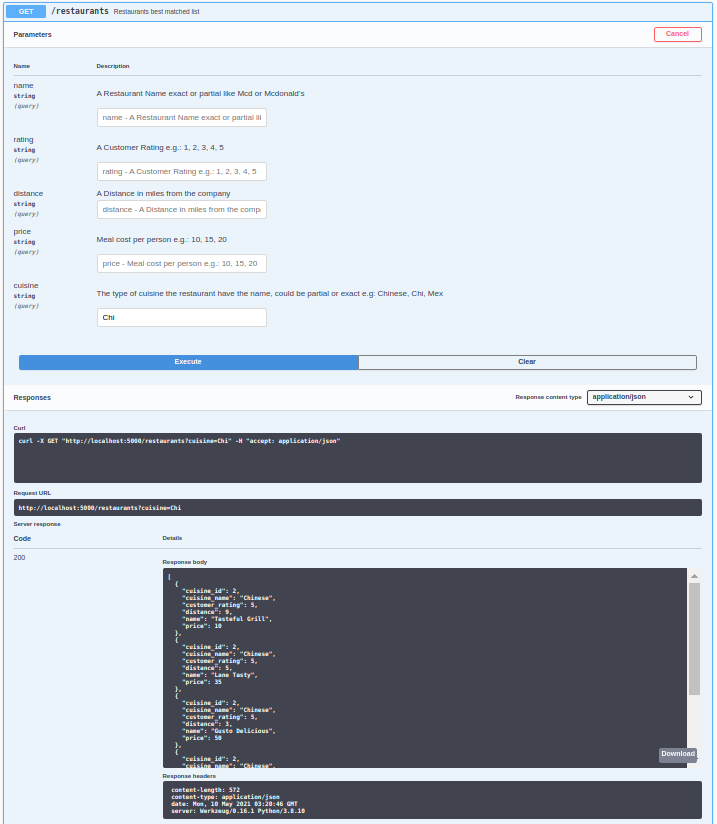 GET /restaurants Restaurants best matched list
Parameters
Cancel
Name Description
name
string
(query)
A Restaurant Name exact or partial like Mcd or Mcdonald's
name - A Restaurant Name exact or partial li
rating
string
(query)
A Customer Rating e.g.: 1, 2, 3, 4, 5
rating - A Customer Rating e.g.: 1, 2, 3, 4, 5
distance
string
(query)
A Distance in miles from the company
distance - A Distance in miles from the comp
price
string
(query)
Meal cost per person e.g.: 10, 15, 20
price - Meal cost per person e.g.: 10, 15, 20
cuisine
string
(query)
The type of cuisine the restaurant have the name, could be partial or exact e.g: Chinese, Chi, Mex
Chi
Execute Clear
Responses
Response content type application/json
Curl
curl -X GET "http://localhost:5000/restaurants?cuisine=Chi" -H "accept: application/json"
Request URL
http://localhost:5000/restaurants?cuisine=Chi
Server response
Code Details
200
Response body
[
{
"cuisine_id": 2,
"cuisine_name": "Chinese",
"customer_rating": 5,
"distance": 9,
"name": "Tasteful Grill",
"price": 10
},
{
"cuisine_id": 2,
"cuisine_name": "Chinese",
"customer_rating": 5,
"distance": 5,
"name": "Lane Tasty",
"price": 35
},
{
"cuisine_id": 2,
"cuisine_name": "Chinese",
"customer_rating": 5,
"distance": 3,
"name": "Gusto Delicious",
"price": 50
},
{
"cuisine_id": 2,
"cuisine_name": "Chinese",
Download
Response headers
content-length: 572
content-type: application/json
date: Mon, 10 May 2021 03:20:46 GMT
server: Werkzeug/0.16.1 Python/3.8.10